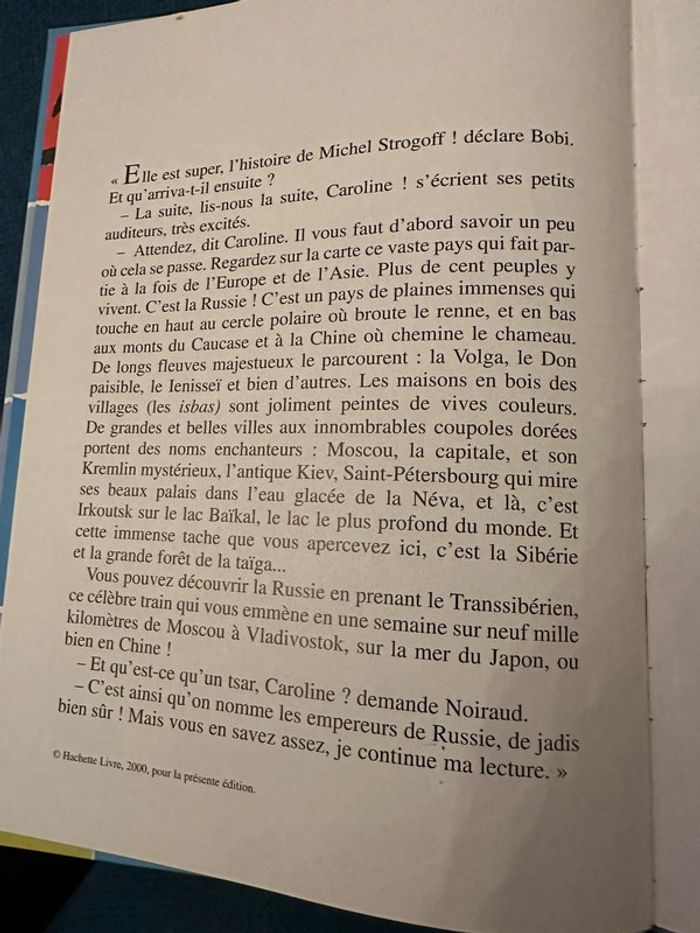 « Elle est super, l'histoire de Michel Strogoff ! déclare Bobi.
Et qu'arriva-t-il ensuite ?
– La suite, lis-nous la suite, Caroline ! s'écrient ses petits
auditeurs, très excités.
– Attendez, dit Caroline. Il vous faut d'abord savoir un peu
où cela se passe. Regardez sur la carte ce vaste pays qui fait par-
tie à la fois de l'Europe et de l'Asie. Plus de cent peuples y
vivent. C'est la Russie ! C'est un pays de plaines immenses qui
touche en haut au cercle polaire où broute le renne, et en bas
aux monts du Caucase et à la Chine où chemine le chameau.
De longs fleuves majestueux le parcourent : la Volga, le Don
paisible, le Ienisseï et bien d'autres. Les maisons en bois des
villages (les isbas) sont joliment peintes de vives couleurs.
De grandes et belles villes aux innombrables coupoles dorées
portent des noms enchanteurs : Moscou, la capitale, et son
Kremlin mystérieux, l'antique Kiev, Saint-Pétersbourg qui mire
ses beaux palais dans l'eau glacée de la Néva, et là, c'est
Irkoutsk sur le lac Baïkal, le lac le plus profond du monde. Et
cette immense tache que vous apercevez ici, c'est la Sibérie
et la grande forêt de la taïga...
Vous pouvez découvrir la Russie en prenant le Transsibérien,
ce célèbre train qui vous emmène en une semaine sur neuf mille
kilomètres de Moscou à Vladivostok, sur la mer du Japon, ou
bien en Chine !
– Et qu'est-ce qu'un tsar, Caroline ? demande Noiraud.
– C'est ainsi qu'on nomme les empereurs de Russie, de jadis
bien sûr ! Mais vous en savez assez, je continue ma lecture. »
© Hachette Livre, 2000, pour la présente édition.